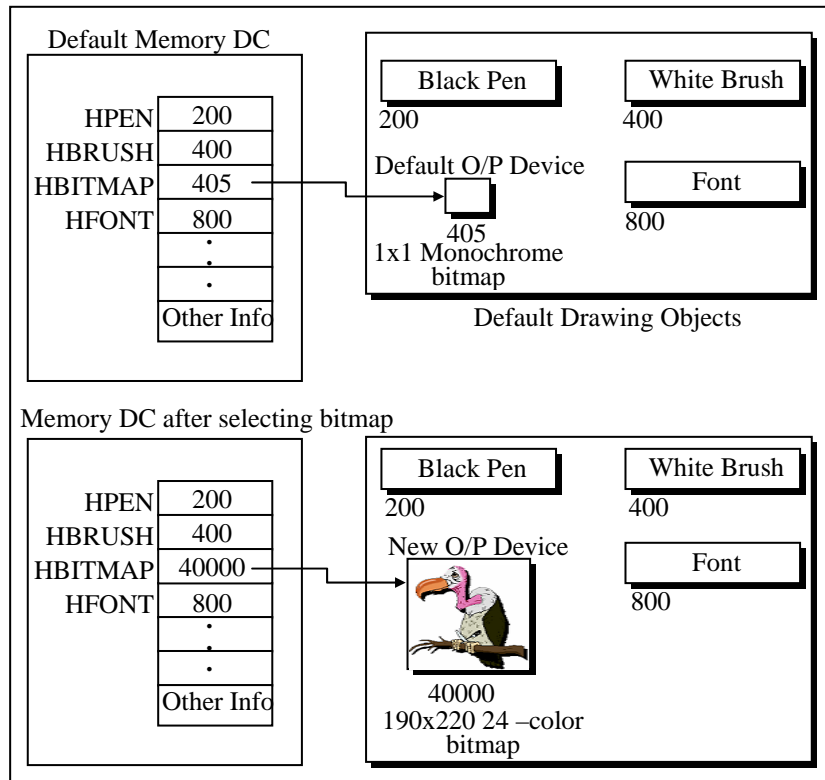 Default Memory DC
HPEN 200
HBRUSH 400
HBITMAP 405
HFONT 800
.
.
.
Other Info
Black Pen
200
White Brush
400
Default O/P Device
405
1x1 Monochrome
bitmap
Font
800
Default Drawing Objects
Memory DC after selecting bitmap
HPEN 200
HBRUSH 400
HBITMAP 40000
HFONT 800
.
.
.
Other Info
Black Pen
200
White Brush
400
New O/P Device
40000
190x220 24 –color
bitmap
Font
800